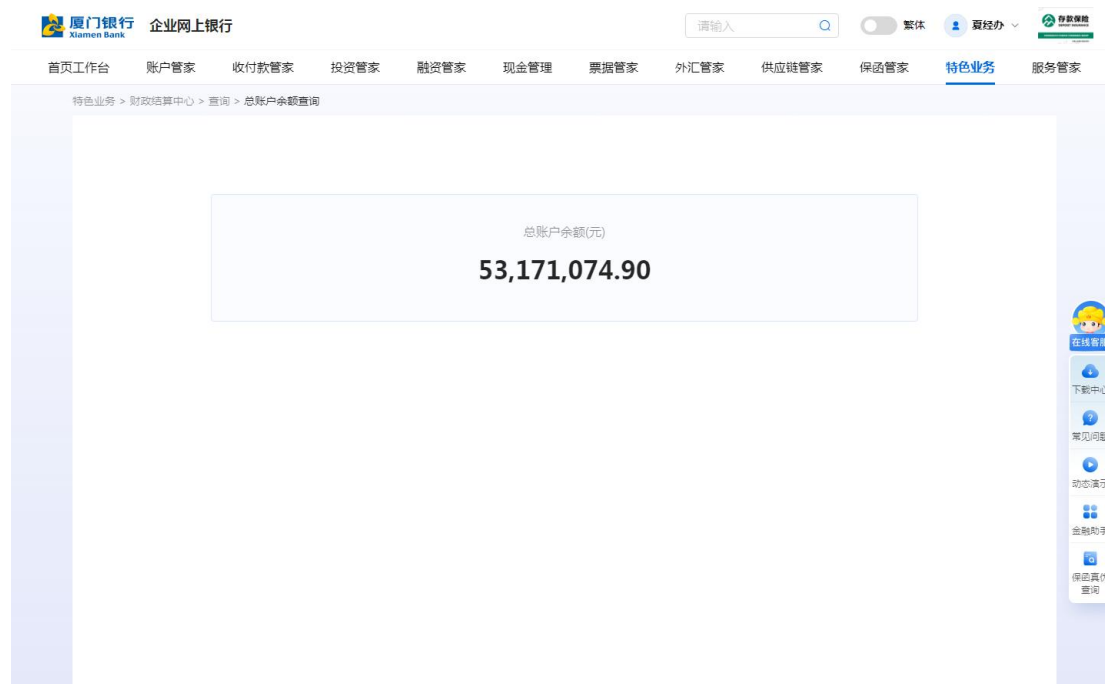 厦门银行
Xiamen Bank
企业网上银行
请输入
繁体
夏经办
存款保险
首页工作台 账户管家 收付款管家 投资管家 融资管家 现金管理 票据管家 外汇管家 供应链管家 保函管家 特色业务 服务管家
特色业务 > 财政结算中心 > 查询 > 总账户余额查询
总账户余额(元)
53,171,074.90
在线客服
下载中心
常见问题
动态演示
金融助手
保函真伪
查询